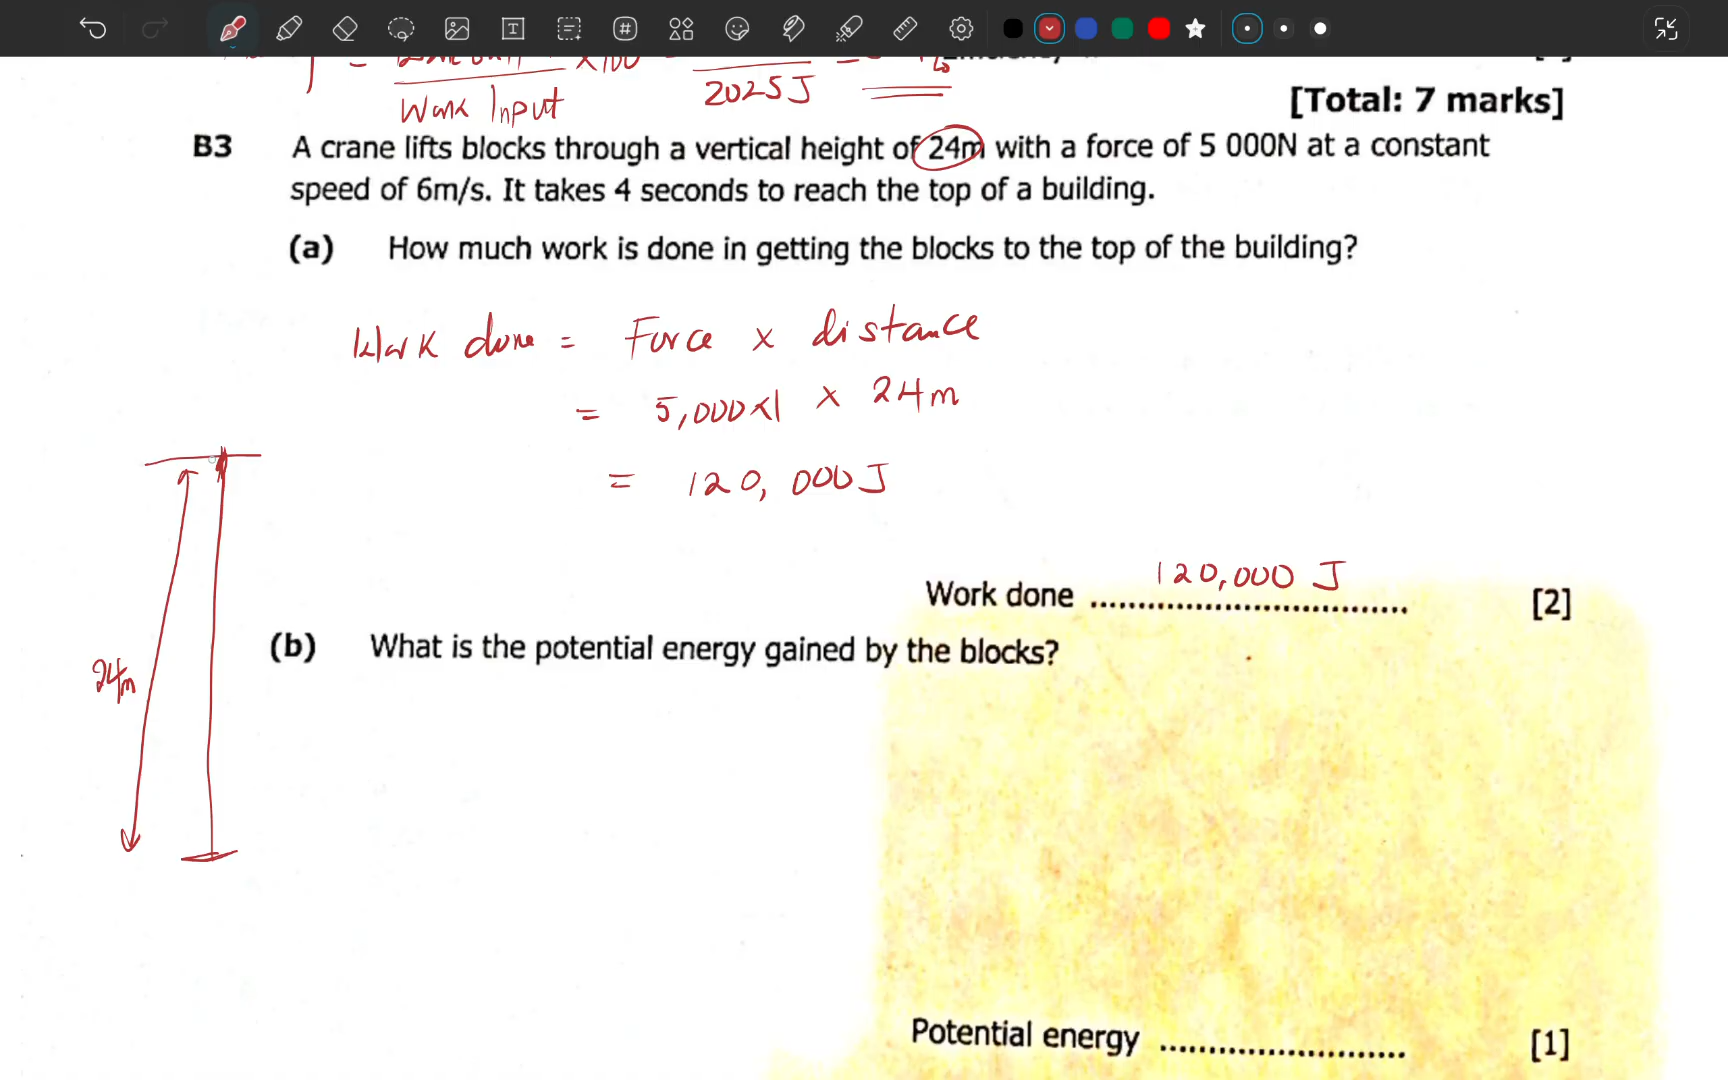 ×100
Work Input
2025J
[Total: 7 marks]
B3 A crane lifts blocks through a vertical height of 24m with a force of 5 000N at a constant
speed of 6m/s. It takes 4 seconds to reach the top of a building.
(a) How much work is done in getting the blocks to the top of the building?
Work done = Force × distance
= 5,000N × 24m
= 120,000J
Work done 120,000 J [2]
(b) What is the potential energy gained by the blocks?
24m
Potential energy ........................... [1]